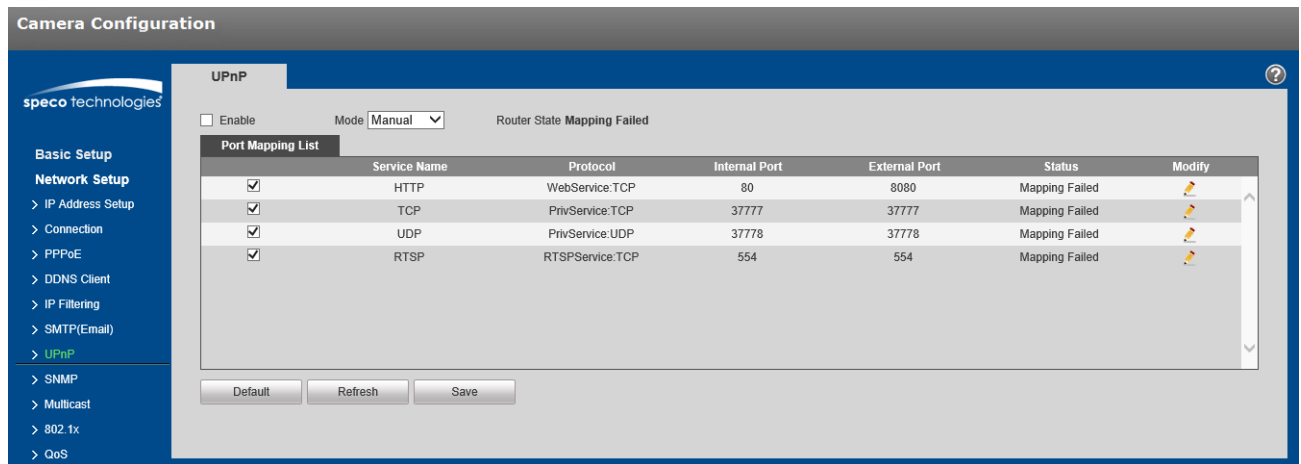 Camera Configuration
speco technologies
UPnP
?
Enable Mode Manual Router State Mapping Failed
Port Mapping List
Service Name Protocol Internal Port External Port Status Modify
HTTP WebService:TCP 80 8080 Mapping Failed
TCP PrivService:TCP 37777 37777 Mapping Failed
UDP PrivService:UDP 37778 37778 Mapping Failed
RTSP RTSPService:TCP 554 554 Mapping Failed
Default Refresh Save
Basic Setup
Network Setup
> IP Address Setup
> Connection
> PPPoE
> DDNS Client
> IP Filtering
> SMTP(Email)
> UPnP
> SNMP
> Multicast
> 802.1x
> QoS